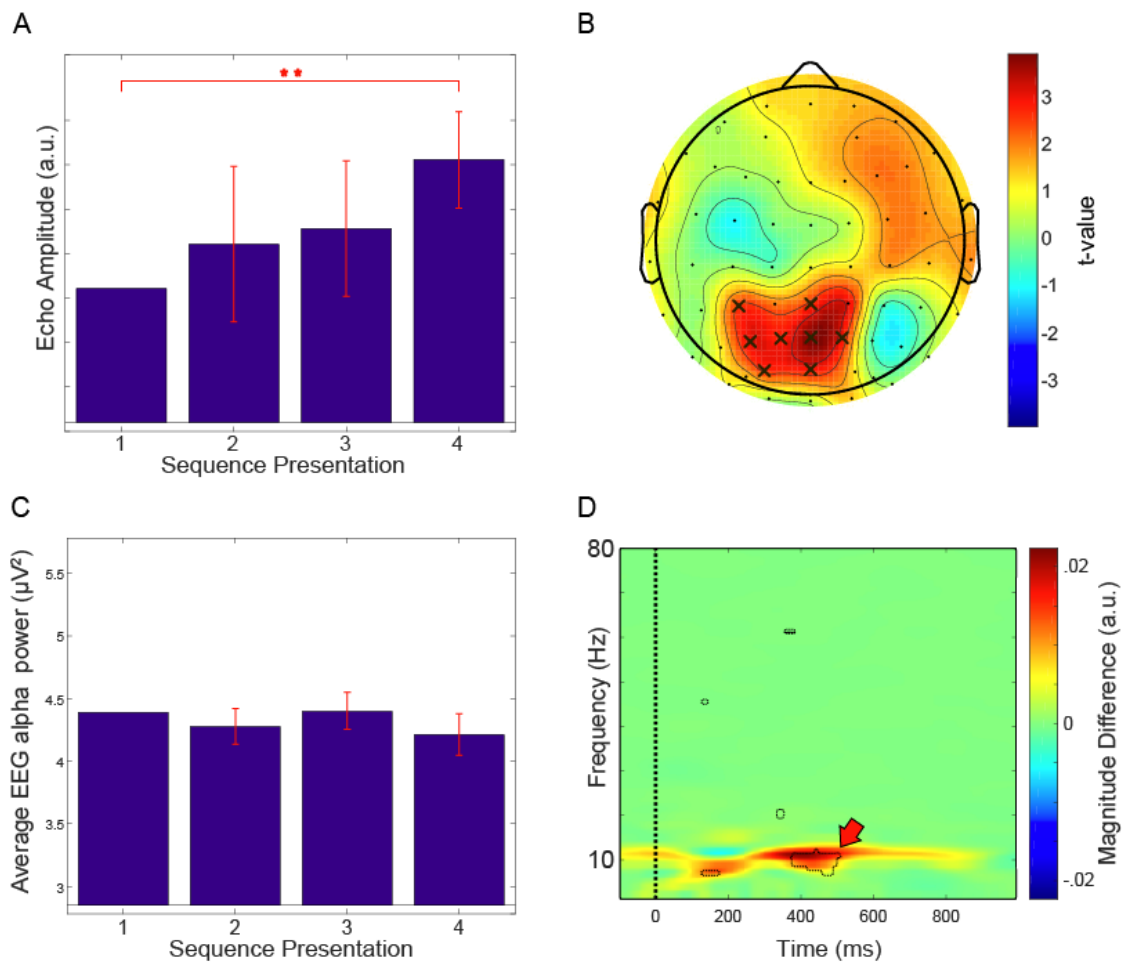 A
Echo Amplitude (a.u.)
**
1 2 3 4
Sequence Presentation
B
3
2
1
0
-1
-2
-3
t-value
C
Average EEG alpha power (µV²)
5.5
5
4.5
4
3.5
3
1 2 3 4
Sequence Presentation
D
80
10
Frequency (Hz)
0 200 400 600 800
Time (ms)
.02
0
-.02
Magnitude Difference (a.u.)